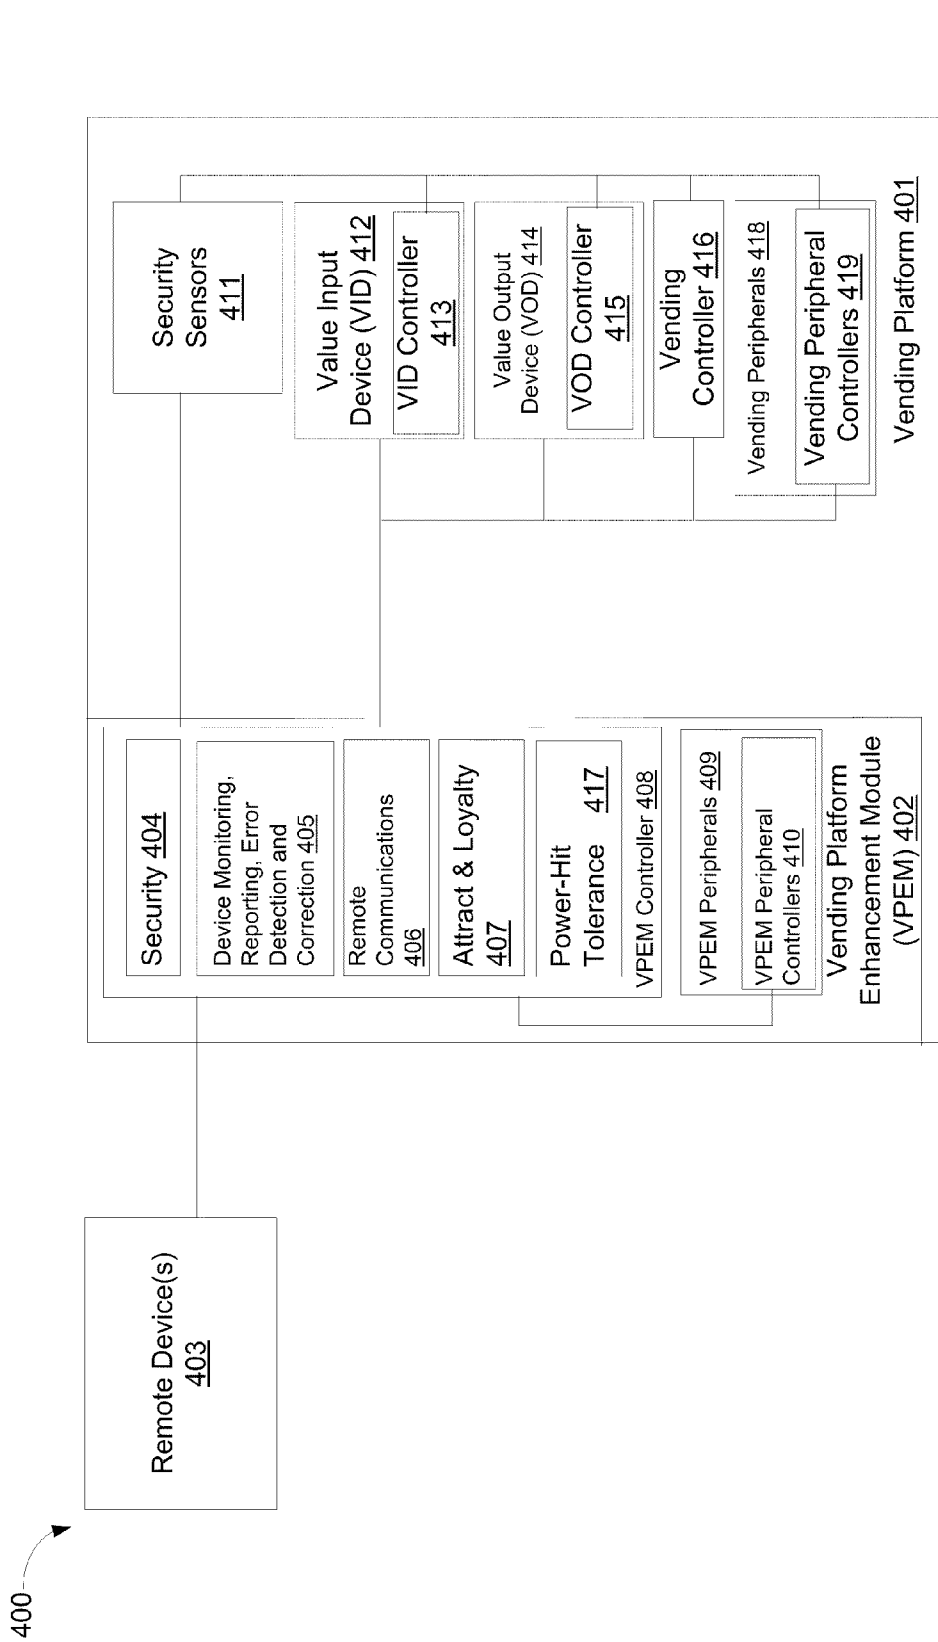 400
Remote Device(s)
403
Security 404
Device Monitoring,
Reporting, Error
Detection and
Correction 405
Remote
Communications
406
Attract & Loyalty
407
Power-Hit
Tolerance 417
VPEM Controller 408
VPEM Peripherals 409
VPEM Peripheral
Controllers 410
Vending Platform
Enhancement Module
(VPEM) 402
Security
Sensors
411
Value Input
Device (VID) 412
VID Controller
413
Value Output
Device (VOD) 414
VOD Controller
415
Vending
Controller 416
Vending Peripherals 418
Vending Peripheral
Controllers 419
Vending Platform 401